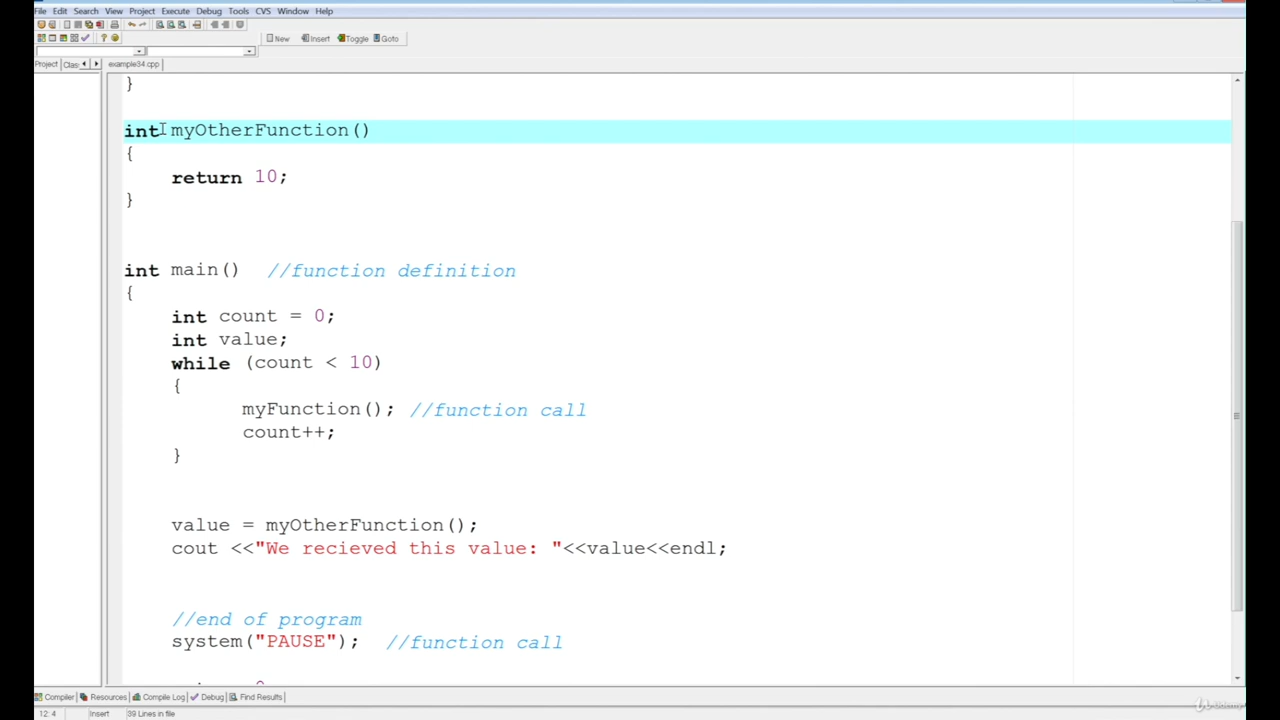 File Edit Search View Project Execute Debug Tools CVS Window Help
New Insert Toggle Goto
Project Clas example34.cpp
}
int myOtherFunction()
{
return 10;
}
int main() //function definition
{
int count = 0;
int value;
while (count < 10)
{
myFunction(); //function call
count++;
}
value = myOtherFunction();
cout <<"We recieved this value: "<<value<<endl;
//end of program
system("PAUSE"); //function call
Compiler Resources Compile Log Debug Find Results
12: 4 Insert 39 Lines in file
Udemy